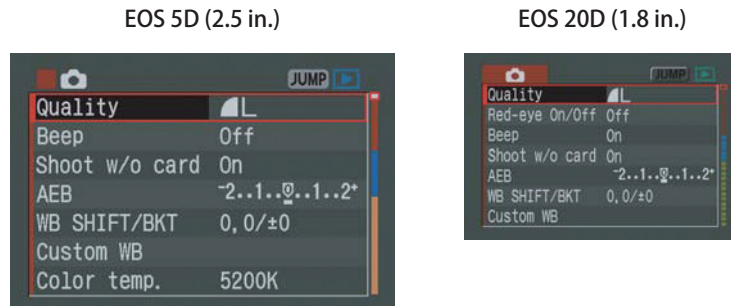 EOS 5D (2.5 in.)
JUMP
Quality L
Beep Off
Shoot w/o card On
AEB -2..1..0..1..2+
WB SHIFT/BKT 0,0/±0
Custom WB
Color temp. 5200K
EOS 20D (1.8 in.)
JUMP
Quality L
Red-eye On/Off Off
Beep On
Shoot w/o card On
AEB -2..1..0..1..2+
WB SHIFT/BKT 0,0/±0
Custom WB